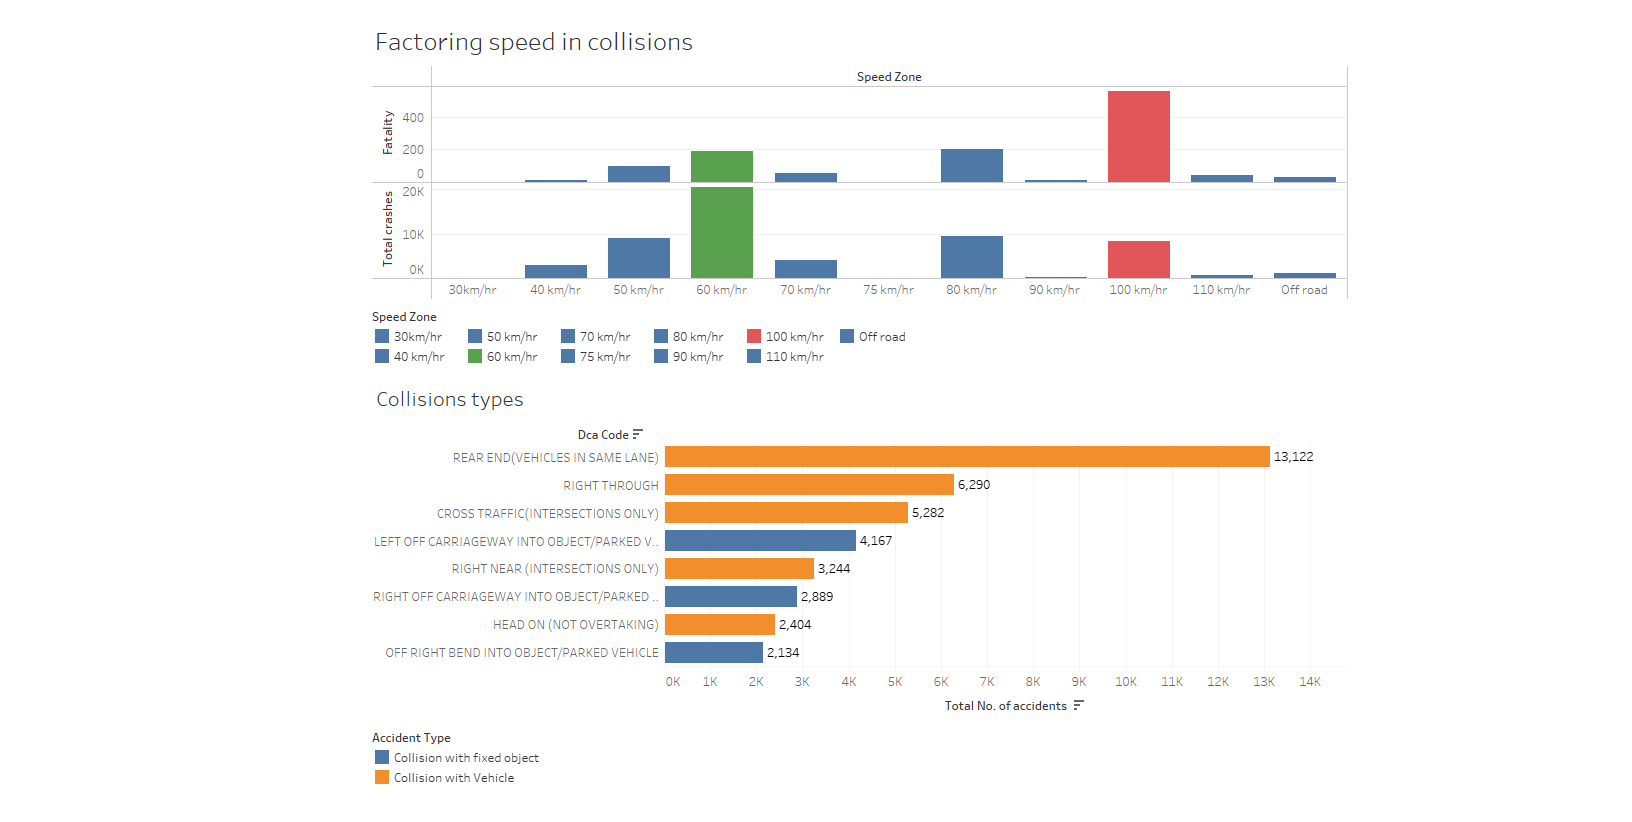 Factoring speed in collisions
Speed Zone
Fatality
400
200
0
Total crashes
20K
10K
0K
30km/hr 40 km/hr 50 km/hr 60 km/hr 70 km/hr 75 km/hr 80 km/hr 90 km/hr 100 km/hr 110 km/hr Off road
Speed Zone
30km/hr 50 km/hr 70 km/hr 80 km/hr 100 km/hr Off road
40 km/hr 60 km/hr 75 km/hr 90 km/hr 110 km/hr
Collisions types
Dca Code
REAR END(VEHICLES IN SAME LANE) 13,122
RIGHT THROUGH 6,290
CROSS TRAFFIC(INTERSECTIONS ONLY) 5,282
LEFT OFF CARRIAGEWAY INTO OBJECT/PARKED V.. 4,167
RIGHT NEAR (INTERSECTIONS ONLY) 3,244
RIGHT OFF CARRIAGEWAY INTO OBJECT/PARKED .. 2,889
HEAD ON (NOT OVERTAKING) 2,404
OFF RIGHT BEND INTO OBJECT/PARKED VEHICLE 2,134
0K 1K 2K 3K 4K 5K 6K 7K 8K 9K 10K 11K 12K 13K 14K
Total No. of accidents
Accident Type
Collision with fixed object
Collision with Vehicle